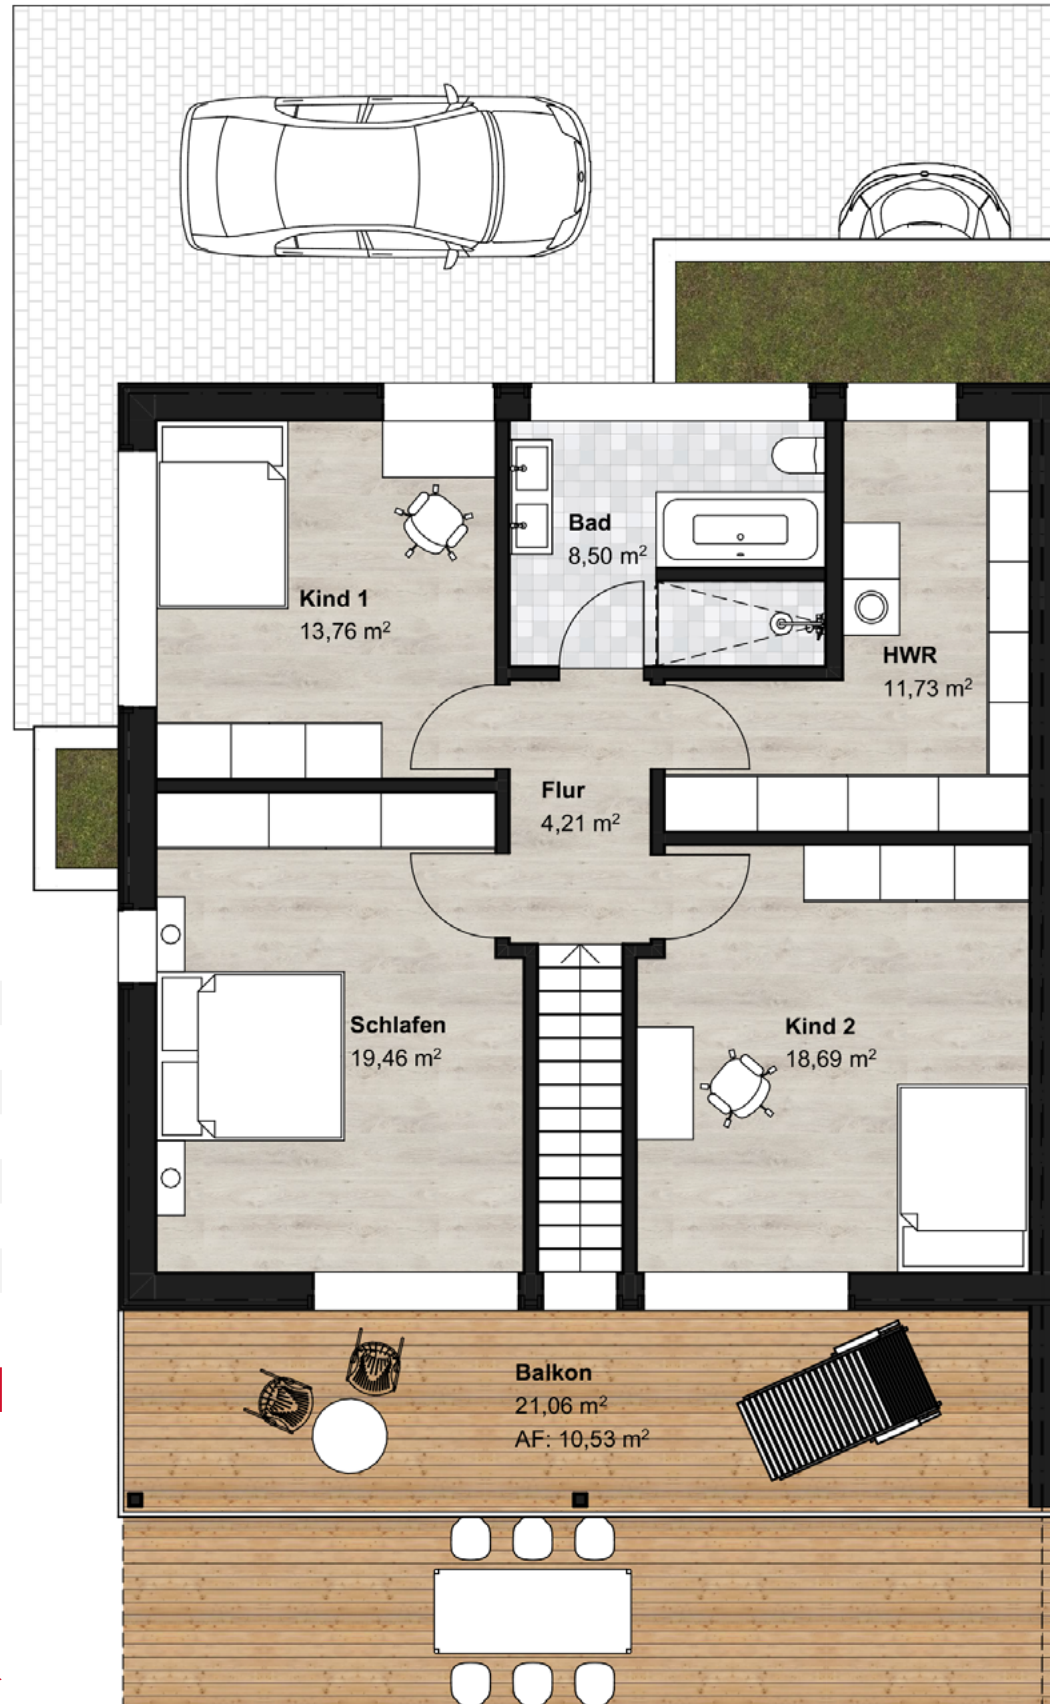 Bad
8,50 m²
Kind 1
13,76 m²
HWR
11,73 m²
Flur
4,21 m²
Schlafen
19,46 m²
Kind 2
18,69 m²
Balkon
21,06 m²
AF: 10,53 m²